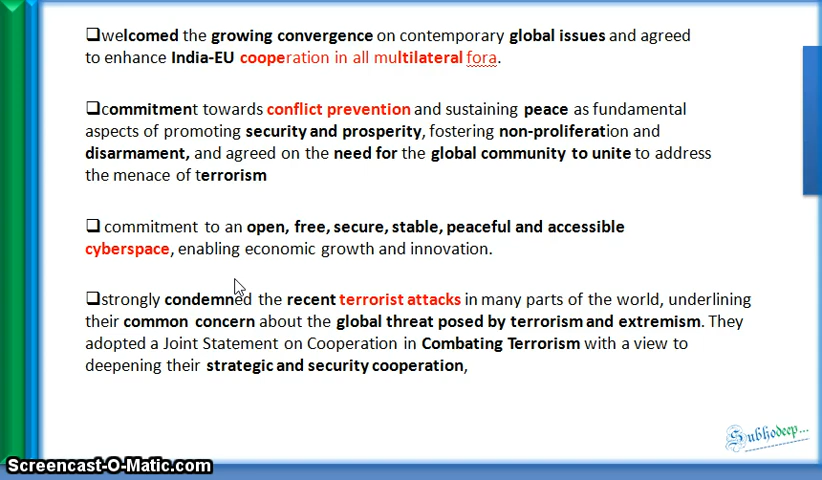 ❑welcomed the growing convergence on contemporary global issues and agreed
to enhance India-EU cooperation in all multilateral fora.
❑commitment towards conflict prevention and sustaining peace as fundamental
aspects of promoting security and prosperity, fostering non-proliferation and
disarmament, and agreed on the need for the global community to unite to address
the menace of terrorism
❑ commitment to an open, free, secure, stable, peaceful and accessible
cyberspace, enabling economic growth and innovation.
❑strongly condemned the recent terrorist attacks in many parts of the world, underlining
their common concern about the global threat posed by terrorism and extremism. They
adopted a Joint Statement on Cooperation in Combating Terrorism with a view to
deepening their strategic and security cooperation,
Subhodeep...
Screencast-O-Matic.com